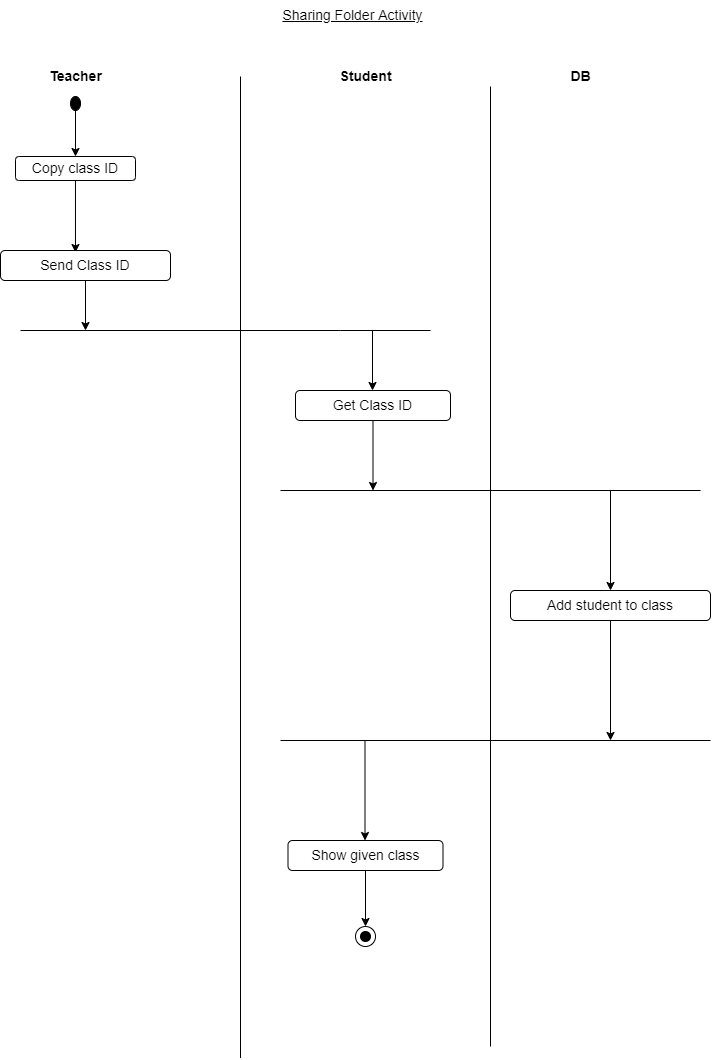 Sharing Folder Activity
Teacher
Student
DB
Copy class ID
Send Class ID
Get Class ID
Add student to class
Show given class